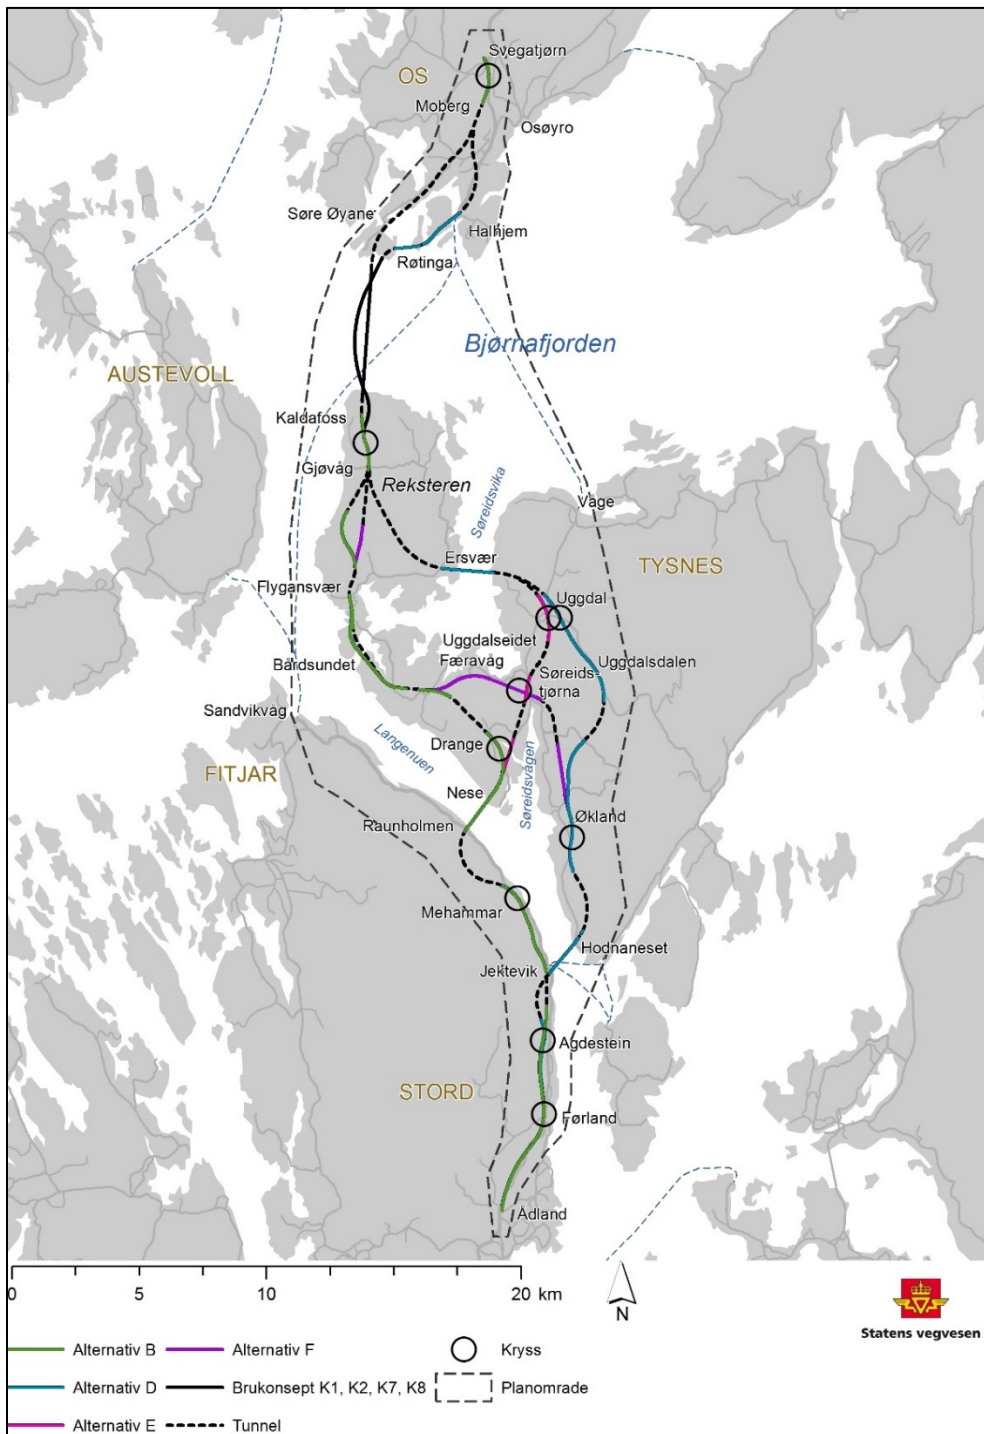 Svegatjørn
OS
Moberg
Osøyro
Søre Øyane
Halhjem
Røtinga
Bjørnafjorden
AUSTEVOLL
Kaldafoss
Gjøvåg
Reksteren
Søreidsvika
Våge
Ersvær
TYSNES
Flygansvær
Uggdal
Uggdalseidet
Færavåg
Uggdalsdalen
Bårdsundet
Søreids-
tjørna
Sandvikvåg
Langenuen
Drange
Søreidsvågen
FITJAR
Nese
Raunholmen
Økland
Mehammar
Hodnaneset
Jektevik
Agdestein
STORD
Førland
Ådland
0 5 10 20 km
N
Statens vegvesen
Alternativ B Alternativ F Kryss
Alternativ D Brukonsept K1, K2, K7, K8 Planområde
Alternativ E Tunnel